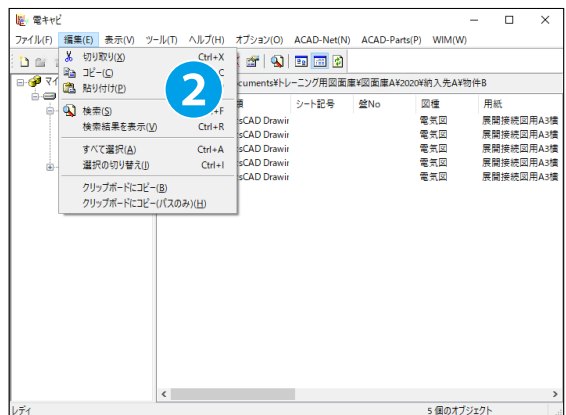 電キャビ
ファイル(F) 編集(E) 表示(V) ツール(T) ヘルプ(H) オプション(O) ACAD-Net(N) ACAD-Parts(P) WIM(W)
切り取り(X) Ctrl+X
コピー(C) C
貼り付け(P)
検索(S) +F
検索結果を表示(V) Ctrl+R
すべて選択(A) Ctrl+A
選択の切り替え(I) Ctrl+I
クリップボードにコピー(B)
クリップボードにコピー(パスのみ)(H)
2
マイ
cuments¥トレーニング用図面庫¥図面庫A¥2020¥納入先A¥物件B
シート記号 盤No 図種 用紙
sCAD Drawin 電気図 展開接続図用A3横
sCAD Drawin 電気図 展開接続図用A3横
sCAD Drawin 電気図 展開接続図用A3横
sCAD Drawin 電気図 展開接続図用A3横
sCAD Drawin 電気図 展開接続図用A3横
レディ 5 個のオブジェクト